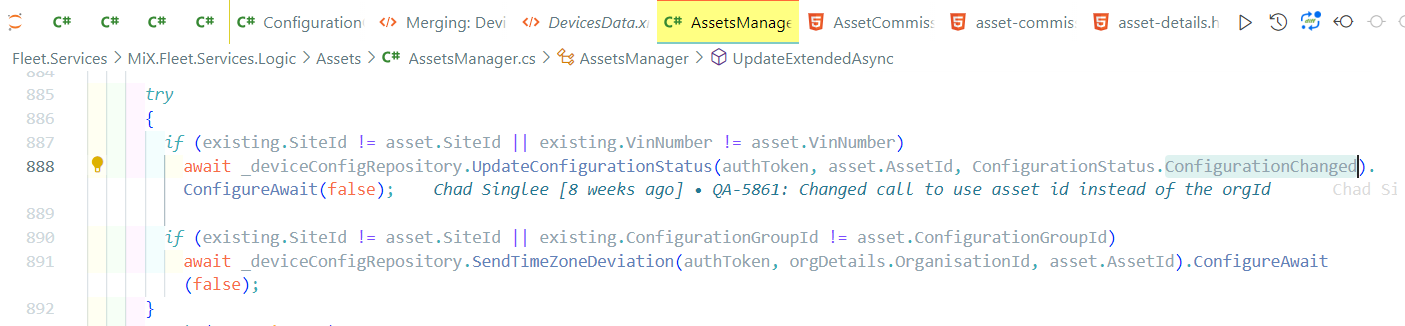 C# C# C# C# C# Configuration Merging: Devi DevicesData.x C# AssetsManage AssetCommis asset-commis asset-details.h
Fleet.Services > MiX.Fleet.Services.Logic > Assets > C# AssetsManager.cs > AssetsManager > UpdateExtendedAsync
884
885 try
886 {
887 if (existing.SiteId != asset.SiteId || existing.VinNumber != asset.VinNumber)
888 await _deviceConfigRepository.UpdateConfigurationStatus(authToken, asset.AssetId, ConfigurationStatus.ConfigurationChanged).
ConfigureAwait(false); Chad Singlee [8 weeks ago] • QA-5861: Changed call to use asset id instead of the orgId Chad Si
889
890 if (existing.SiteId != asset.SiteId || existing.ConfigurationGroupId != asset.ConfigurationGroupId)
891 await _deviceConfigRepository.SendTimeZoneDeviation(authToken, orgDetails.OrganisationId, asset.AssetId).ConfigureAwait
(false);
892 }